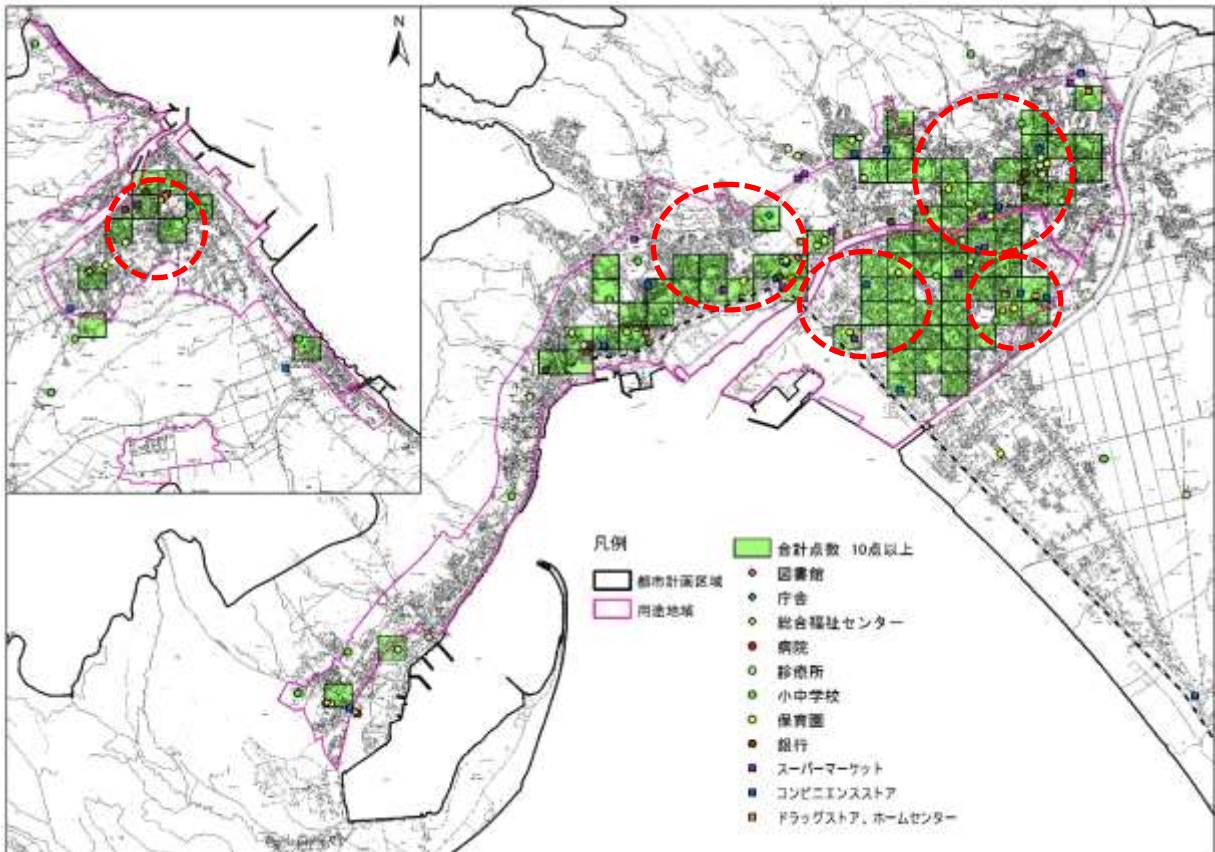 N
凡例
都市計画区域
用途地域
合計点数 10点以上
図書館
庁舎
総合福祉センター
病院
診療所
小中学校
保育園
銀行
スーパーマーケット
コンビニエンスストア
ドラッグストア、ホームセンター